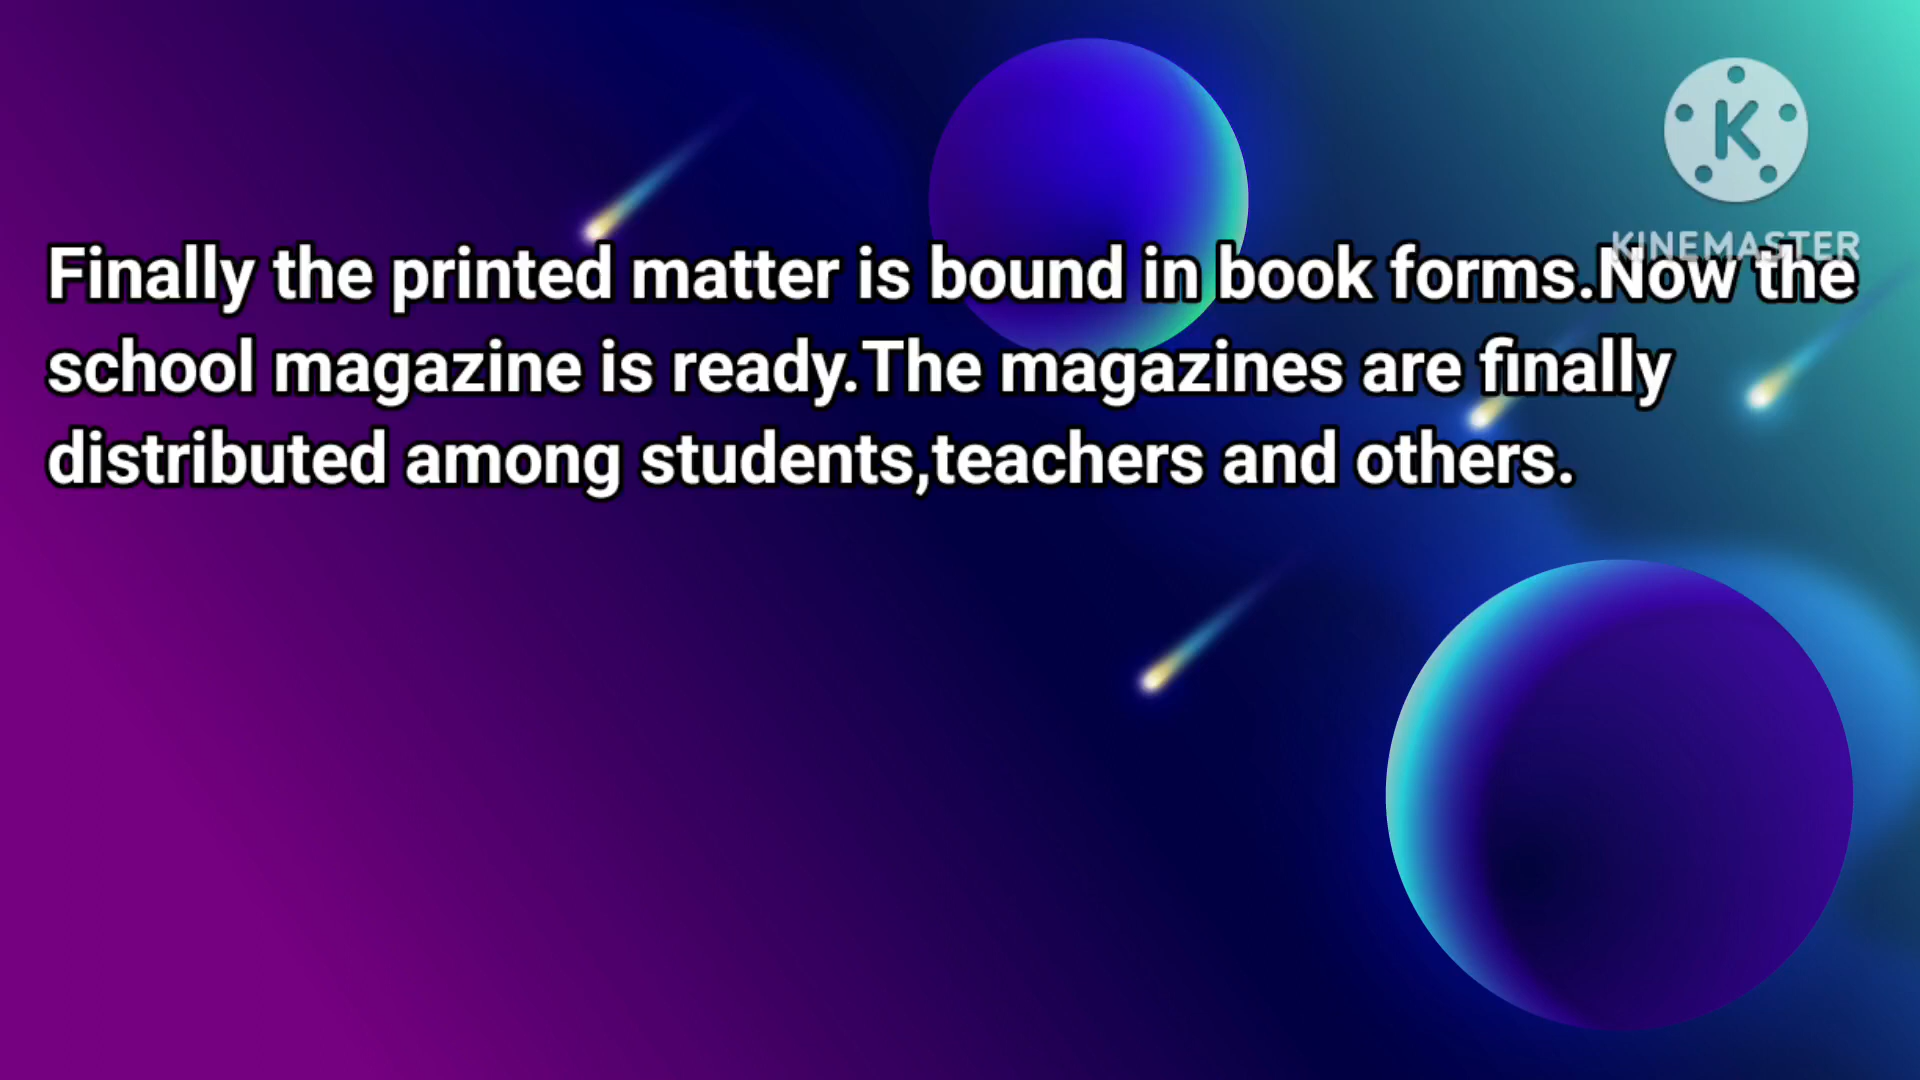 KINEMASTER
Finally the printed matter is bound in book forms.Now the
school magazine is ready.The magazines are finally
distributed among students,teachers and others.